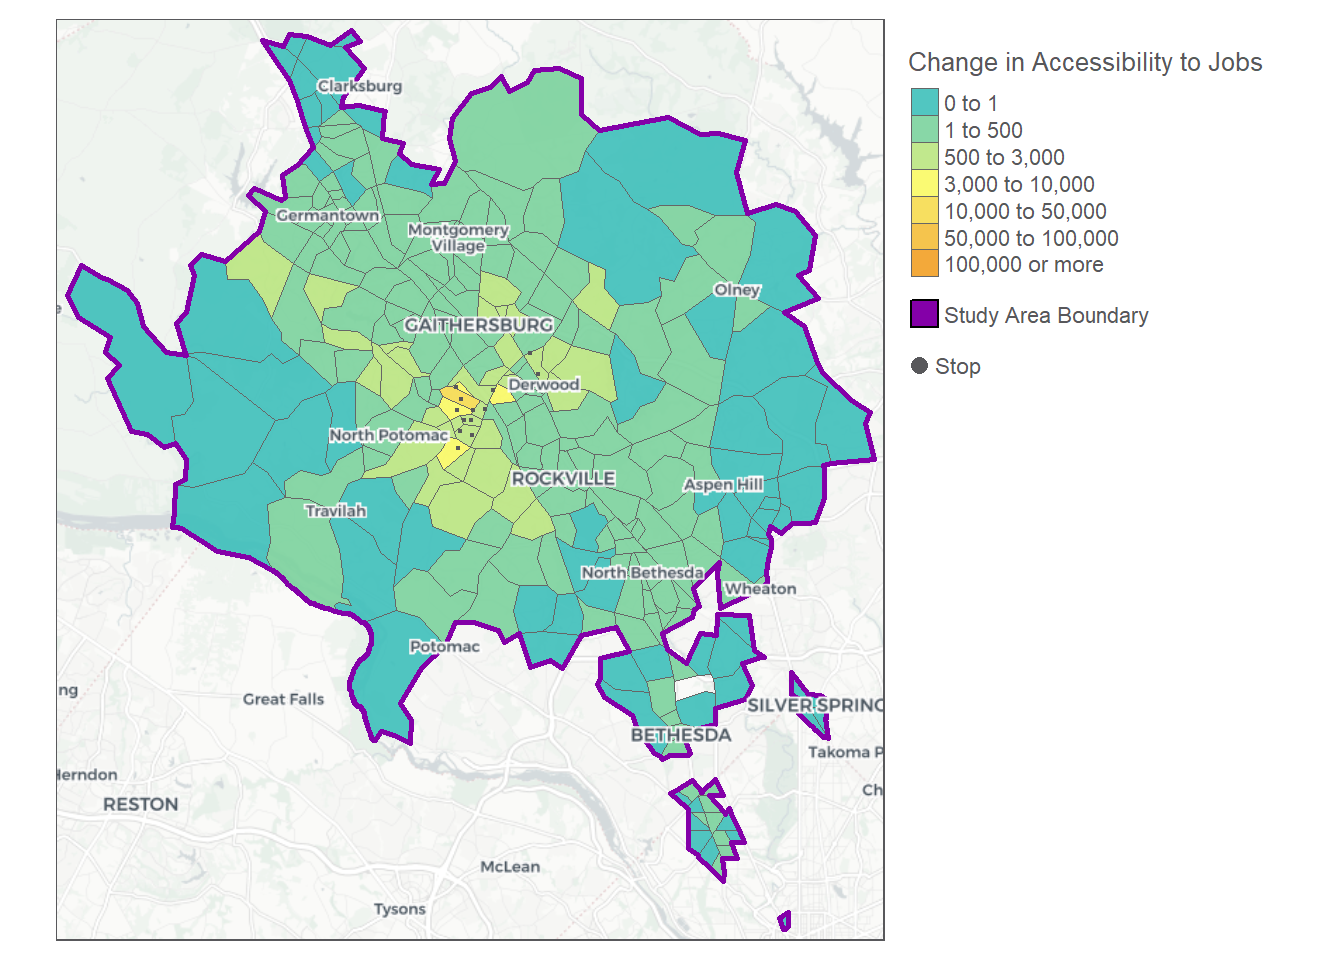 Change in Accessibility to Jobs
0 to 1
1 to 500
500 to 3,000
3,000 to 10,000
10,000 to 50,000
50,000 to 100,000
100,000 or more
Study Area Boundary
Stop
Clarksburg
Germantown
Montgomery
Village
Olney
e
GAITHERSBURG
Derwood
North Potomac
ROCKVILLE
Aspen Hill
Travilah
North Bethesda
Wheaton
Potomac
ng
Great Falls
SILVER SPRING
BETHESDA
Takoma P
Herndon
Ch
RESTON
McLean
Tysons